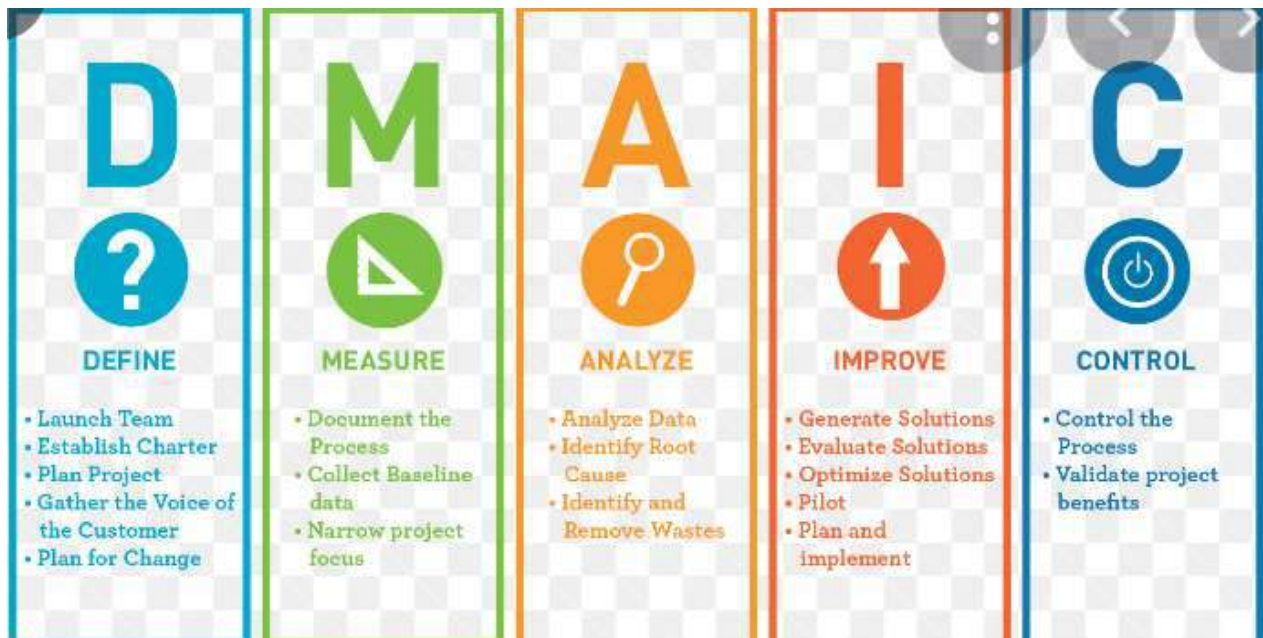 D
?
DEFINE
• Launch Team
• Establish Charter
• Plan Project
• Gather the Voice of
the Customer
• Plan for Change
M
MEASURE
• Document the
Process
• Collect Baseline
data
• Narrow project
focus
A
ANALYZE
• Analyze Data
• Identify Root
Cause
• Identify and
Remove Wastes
I
IMPROVE
• Generate Solutions
• Evaluate Solutions
• Optimize Solutions
• Pilot
• Plan and
implement
C
CONTROL
• Control the
Process
• Validate project
benefits